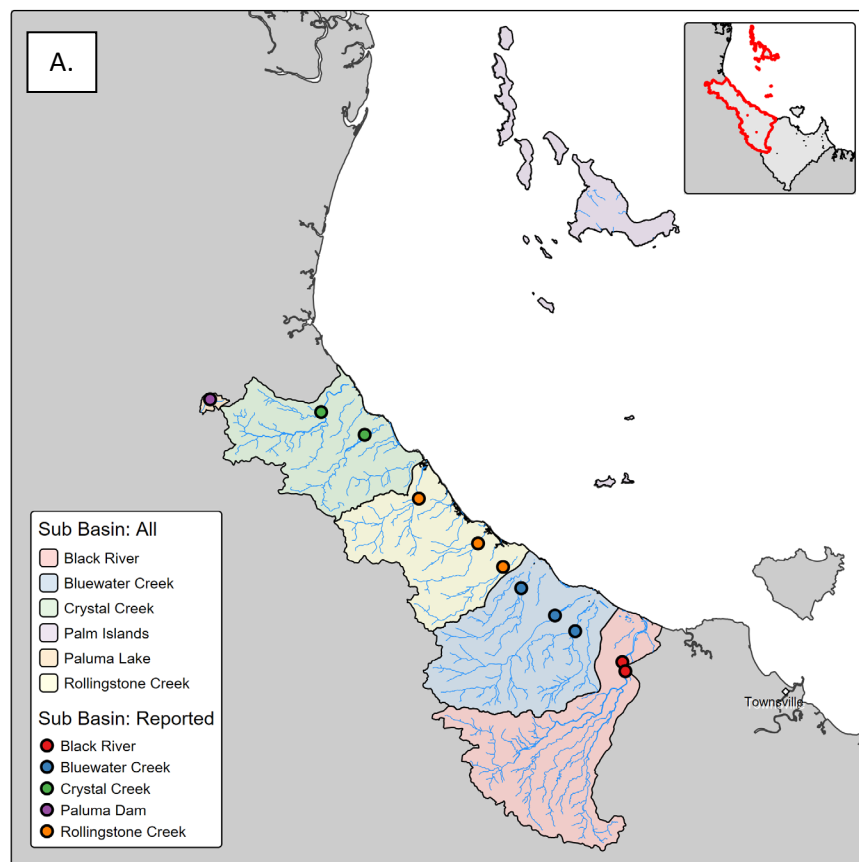 A.
Sub Basin: All
Black River
Bluewater Creek
Crystal Creek
Palm Islands
Paluma Lake
Rollingstone Creek
Sub Basin: Reported
Black River
Bluewater Creek
Crystal Creek
Paluma Dam
Rollingstone Creek
Townsville